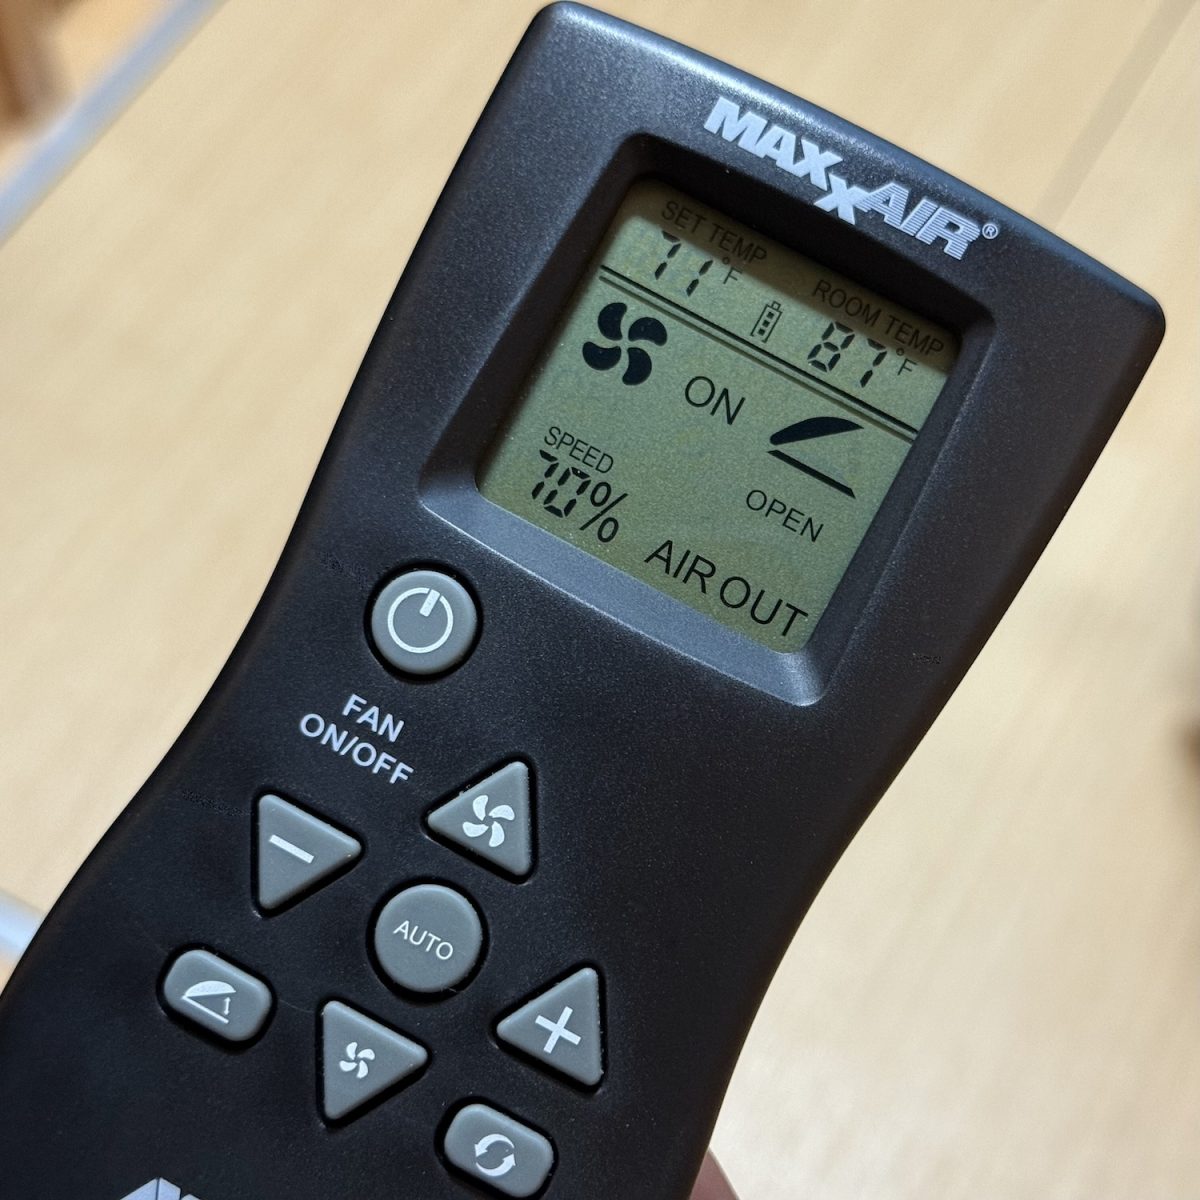 MAXXAIR®
SET TEMP
71°F
ROOM TEMP
87°F
ON
SPEED
70%
OPEN
AIR OUT
FAN
ON/OFF
−
AUTO
+